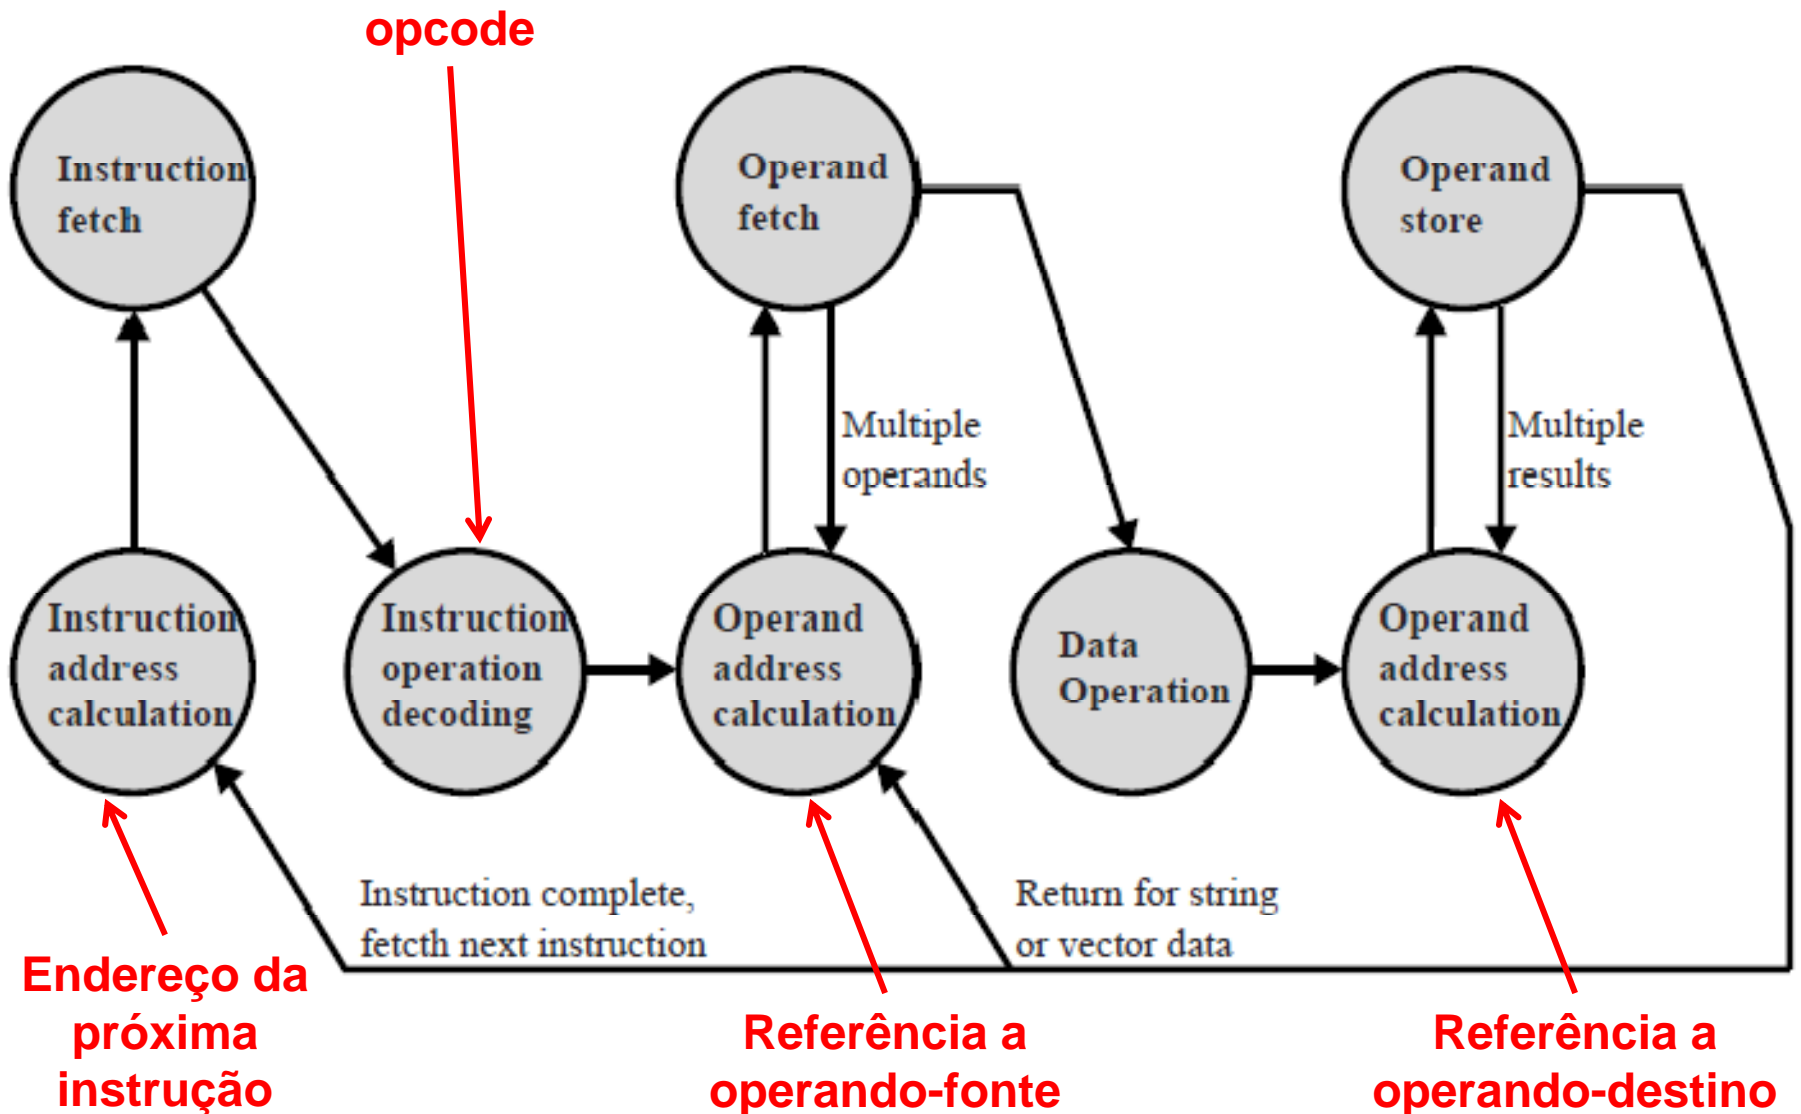 opcode
Instruction
fetch
Operand
fetch
Operand
store
Multiple
operands
Multiple
results
Instruction
address
calculation
Instruction
operation
decoding
Operand
address
calculation
Data
Operation
Operand
address
calculation
Instruction complete,
fetcth next instruction
Return for string
or vector data
Endereço da
próxima
instrução
Referência a
operando-fonte
Referência a
operando-destino